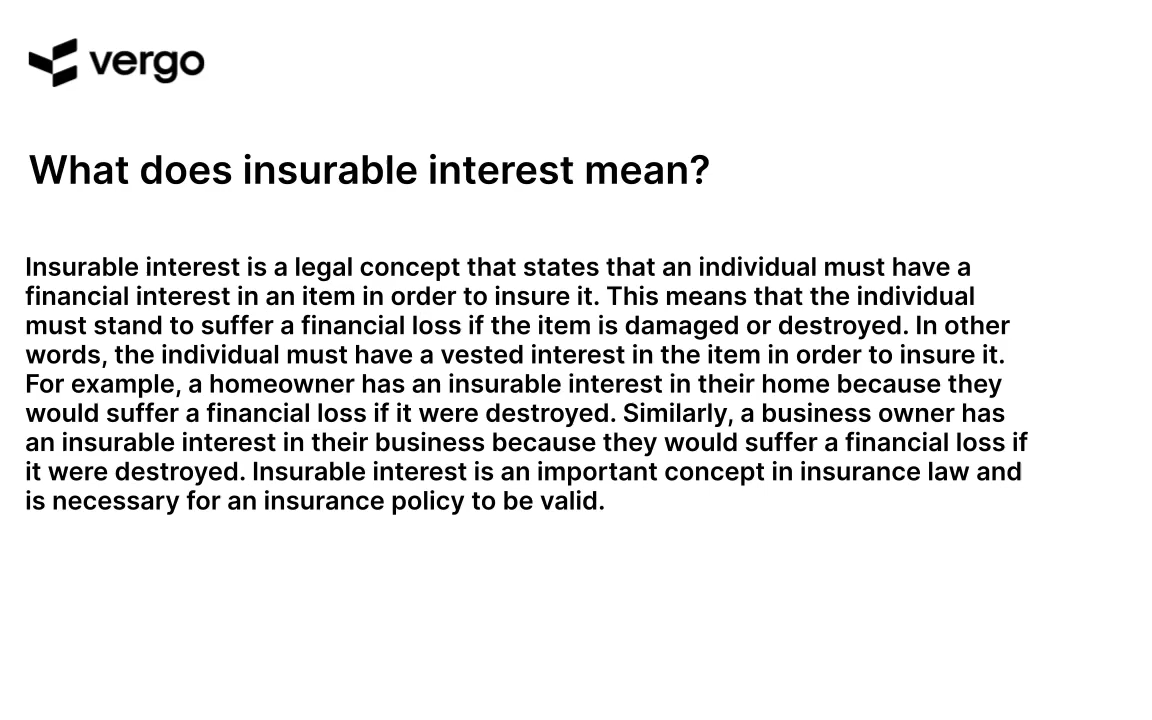 vergo
What does insurable interest mean?
Insurable interest is a legal concept that states that an individual must have a
financial interest in an item in order to insure it. This means that the individual
must stand to suffer a financial loss if the item is damaged or destroyed. In other
words, the individual must have a vested interest in the item in order to insure it.
For example, a homeowner has an insurable interest in their home because they
would suffer a financial loss if it were destroyed. Similarly, a business owner has
an insurable interest in their business because they would suffer a financial loss if
it were destroyed. Insurable interest is an important concept in insurance law and
is necessary for an insurance policy to be valid.